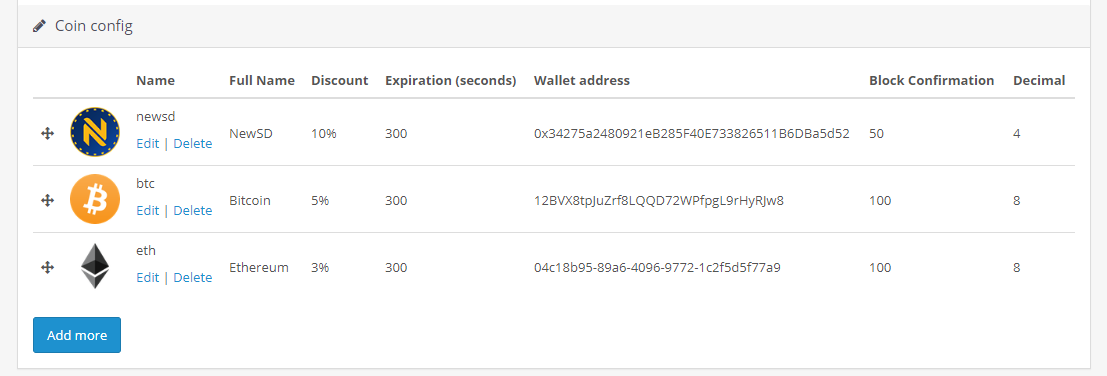 Coin config
Name Full Name Discount Expiration (seconds) Wallet address Block Confirmation Decimal
newsd
Edit | Delete NewSD 10% 300 0x34275a2480921eB285F40E733826511B6DBa5d52 50 4
btc
Edit | Delete Bitcoin 5% 300 12BVX8tpJuZrf8LQQD72WPfpgL9rHyRJw8 100 8
eth
Edit | Delete Ethereum 3% 300 04c18b95-89a6-4096-9772-1c2f5d5f77a9 100 8
Add more